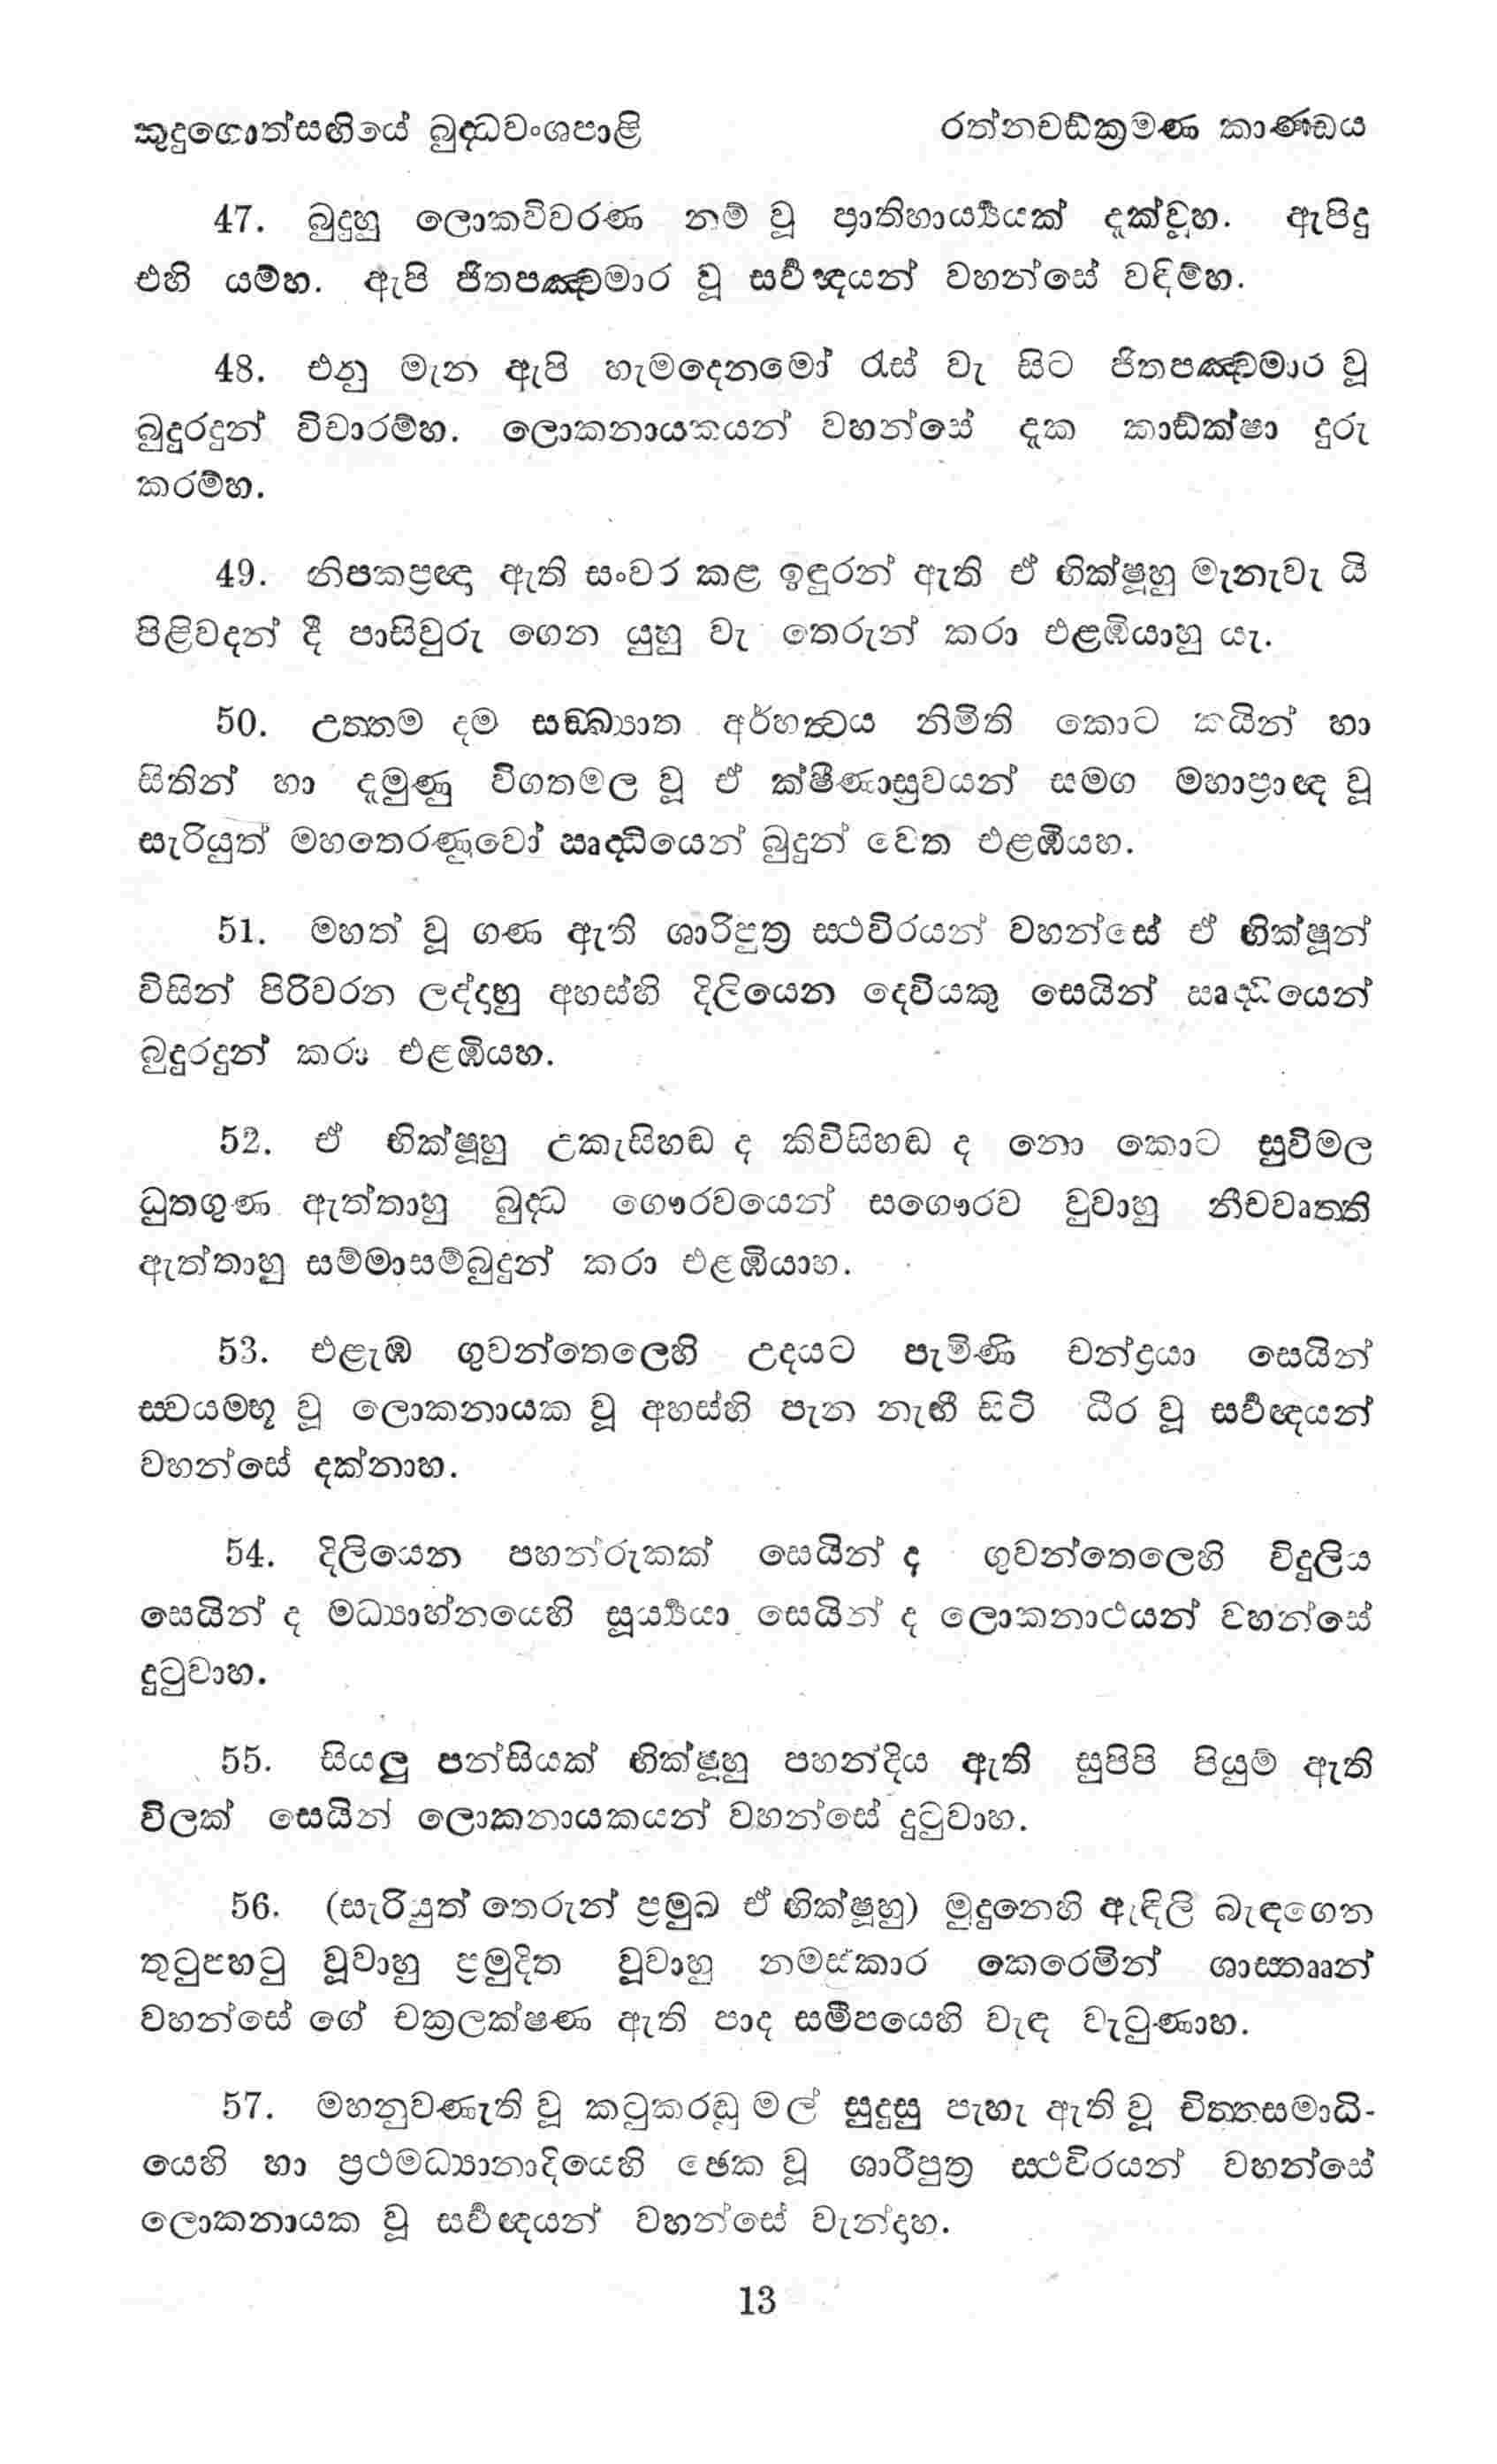 කුදුගොත්සඟියේ බුද්ධවංශපාළි රත්නචඞ්ක්‍රමණ කාණ්ඩය
47. බුදුහු ලොකවිවරණ නම් වූ ප්‍රාතිහාර්‍ය්‍යයක් දැක්වූහ. ඇපිදු
එහි යම්හ. ඇපි ජිතපඤ්චමාර වූ සර්‍වඥයන් වහන්සේ වඳිම්හ.
48. එනු මැන ඇපි හැමදෙනමෝ රැස් වැ සිට ජිතපඤ්චමාර වූ
බුදුරදුන් විචාරම්හ. ලොකනායකයන් වහන්සේ දැක කාඞ්ක්ෂා දුරු
කරම්හ.
49. නිපකප්‍රඥා ඇති සංවර කළ ඉඳුරන් ඇති ඒ භික්ෂූහු මැනැවැ යි
පිළිවදන් දී පාසිවුරු ගෙන යුහු වැ තෙරුන් කරා එළඹියාහු යැ.
50. උත්තම දම සඞ්ඛ්‍යාත අර්හත්වය නිමිති කොට කයින් හා
සිතින් හා දැමුණු විගතමල වූ ඒ ක්ෂීණාස්‍රවයන් සමග මහාප්‍රාඥ වූ
සැරියුත් මහතෙරණුවෝ ඍද්ධියෙන් බුදුන් වෙත එළඹියහ.
51. මහත් වූ ගණ ඇති ශාරිපුත්‍ර ස්ථවිරයන් වහන්සේ ඒ භික්ෂූන්
විසින් පිරිවරන ලද්දාහු අහස්හි දිලියෙන දෙවියකු සෙයින් ඍද්ධියෙන්
බුදුරදුන් කරා එළඹියහ.
52. ඒ භික්ෂූහු උකැසිහඬ ද කිවිසිහඬ ද නො කොට සුවිමල
ධුතගුණ ඇත්තාහු බුද්ධ ගෞරවයෙන් සගෞරව වුවාහු නීචවෘත්ති
ඇත්තාහු සම්මාසම්බුදුන් කරා එළඹියාහ.
53. එළැඹ ගුවන්තෙලෙහි උදයට පැමිණි චන්ද්‍රයා සෙයින්
ස්වයම්භූ වූ ලොකනායක වූ අහස්හි පැන නැඟී සිටි ධීර වූ සර්‍වඥයන්
වහන්සේ දක්නාහ.
54. දිලියෙන පහන්රුකක් සෙයින් ද ගුවන්තෙලෙහි විදුලිය
සෙයින් ද මධ්‍යාහ්නයෙහි සූර්‍ය්‍යයා සෙයින් ද ලොකනාථයන් වහන්සේ
දුටුවාහ.
55. සියලු පන්සියක් භික්ෂූහු පහන්දිය ඇති සුපිපි පියුම් ඇති
විලක් සෙයින් ලොකනායකයන් වහන්සේ දුටුවාහ.
56. (සැරියුත් තෙරුන් ප්‍රමුඛ ඒ භික්ෂූහු) මුදුනෙහි ඇඳිලි බැඳගෙන
තුටුපහටු වූවාහු ප්‍රමුදිත වූවාහු නමස්කාර කෙරෙමින් ශාස්තෲන්
වහන්සේ ගේ චක්‍රලක්ෂණ ඇති පාද සමීපයෙහි වැඳ වැටුණාහ.
57. මහනුවණැති වූ කටුකරඬු මල් සුදුසු පැහැ ඇති වූ චිත්තසමාධි-
යෙහි හා ප්‍රථමධ්‍යානාදියෙහි ඡෙක වූ ශාරිපුත්‍ර ස්ථවිරයන් වහන්සේ
ලොකනායක වූ සර්‍වඥයන් වහන්සේ වැන්දාහ.
13